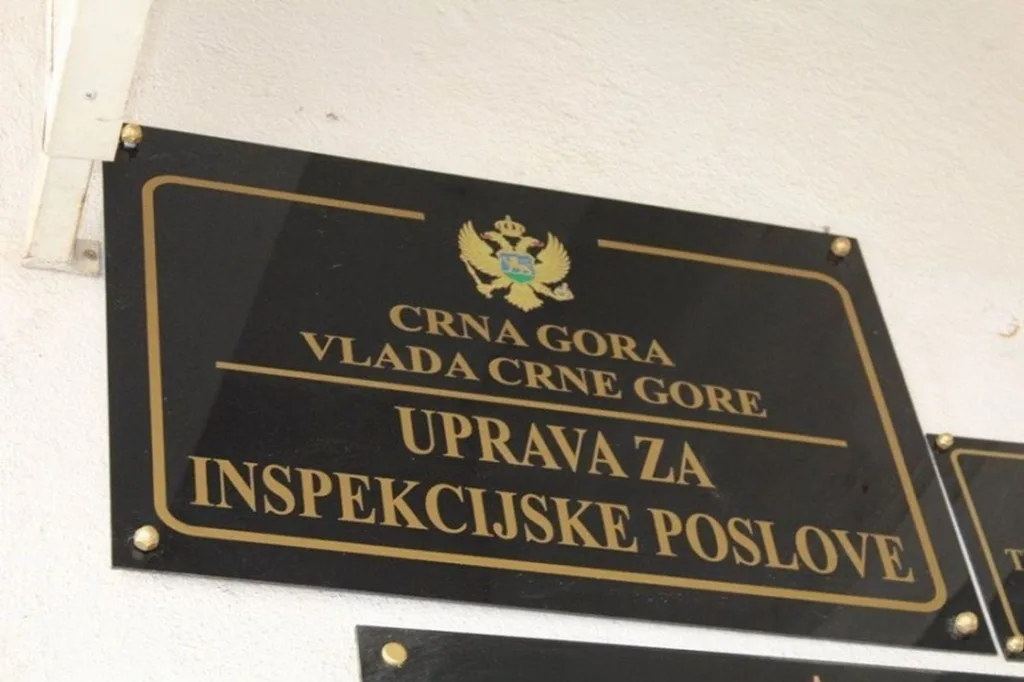 CRNA GORA
VLADA CRNE GORE
UPRAVA ZA
INSPEKCIJSKE POSLOVE